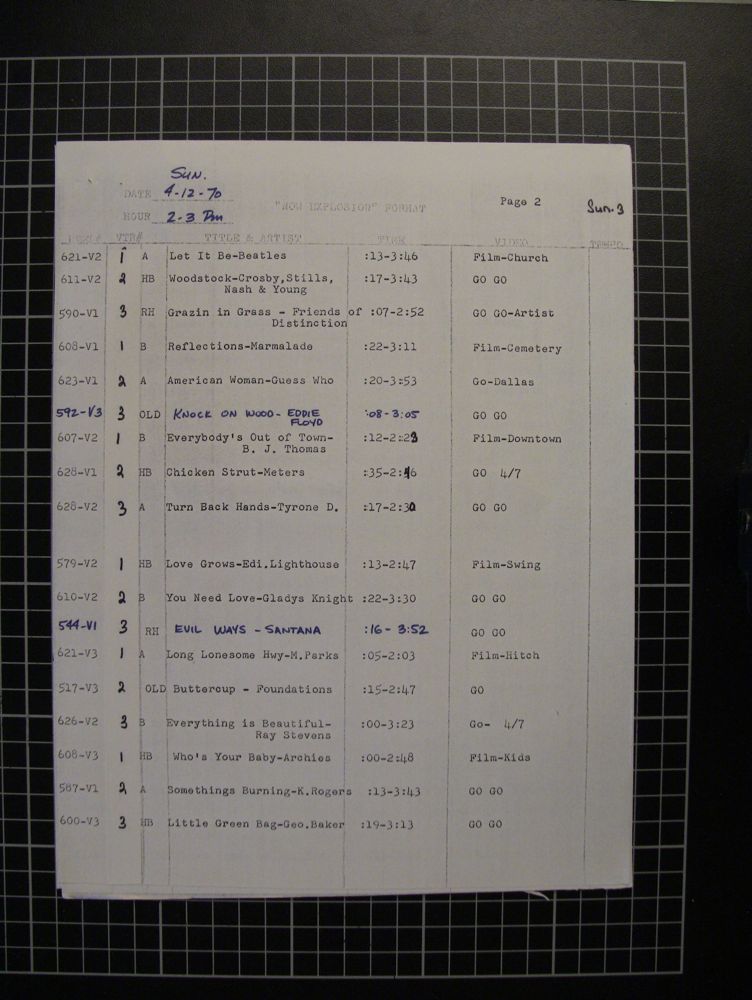 SUN.
DATE 4-12-70
"NOW EXPLOSION" FORMAT Page 2
HOUR 2-3 Pm Sun. 3
VTR# TITLE & ARTIST TIME VIDEO TEMPO
621-V2 1 A Let It Be-Beatles :13-3:46 Film-Church
611-V2 2 HB Woodstock-Crosby,Stills, :17-3:43 GO GO
Nash & Young
590-V1 3 RH Grazin in Grass - Friends of :07-2:52 GO GO-Artist
Distinction
608-V1 1 B Reflections-Marmalade :22-3:11 Film-Cemetery
623-V1 2 A American Woman-Guess Who :20-3:53 Go-Dallas
592-V3 3 OLD KNOCK ON WOOD- EDDIE :08-3:05 GO GO
FLOYD
607-V2 1 B Everybody's Out of Town- :12-2:23 Film-Downtown
B. J. Thomas
628-V1 2 HB Chicken Strut-Meters :35-2:46 GO 4/7
628-V2 3 A Turn Back Hands-Tyrone D. :17-2:30 GO GO
579-V2 1 HB Love Grows-Edi.Lighthouse :13-2:47 Film-Swing
610-V2 2 B You Need Love-Gladys Knight :22-3:30 GO GO
544-V1 3 RH EVIL WAYS - SANTANA :16- 3:52 GO GO
621-V3 1 A Long Lonesome Hwy-M.Parks :05-2:03 Film-Hitch
517-V3 2 OLD Buttercup - Foundations :15-2:47 GO
626-V2 3 B Everything is Beautiful- :00-3:23 Go- 4/7
Ray Stevens
608-V3 1 HB Who's Your Baby-Archies :00-2:48 Film-Kids
587-V1 2 A Somethings Burning-K.Rogers :13-3:43 GO GO
600-V3 3 HB Little Green Bag-Geo.Baker :19-3:13 GO GO